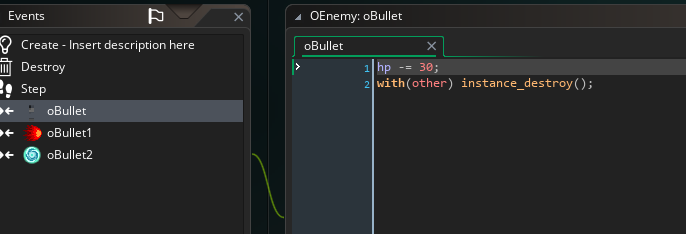 Events
Create - Insert description here
Destroy
Step
oBullet
oBullet1
oBullet2
OEnemy: oBullet
oBullet
1 hp -= 30;
2 with(other) instance_destroy();